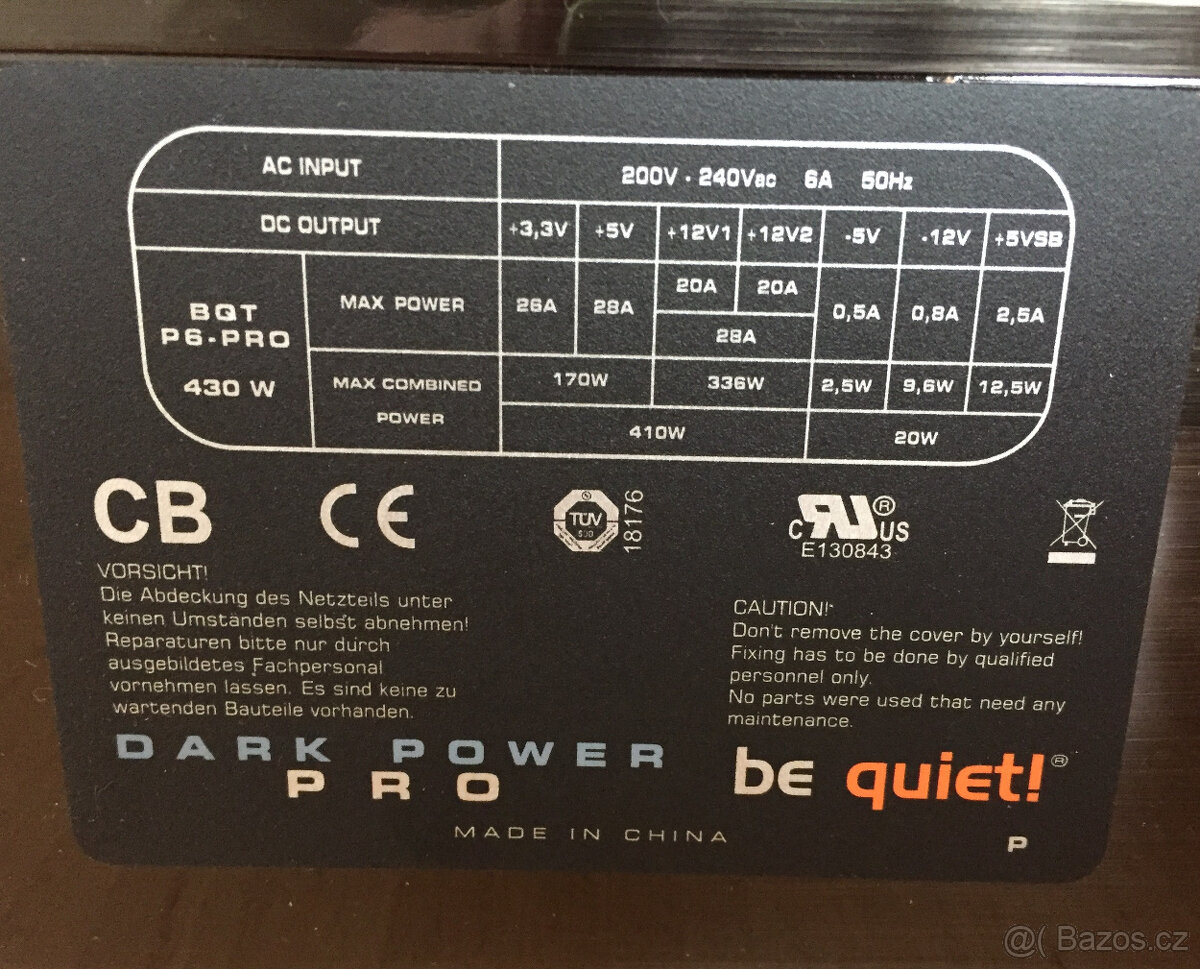 AC INPUT 200V - 240Vac 6A 50Hz
DC OUTPUT +3,3V +5V +12V1 +12V2 -5V -12V +5VSB
BQT P6-PRO 430 W
MAX POWER 26A 28A 20A 20A 0,5A 0,8A 2,5A
28A
MAX COMBINED POWER 170W 336W 2,5W 9,6W 12,5W
410W 20W
CB CE TÜV 18176 c RU ® US
E130843
VORSICHT!
Die Abdeckung des Netzteils unter
keinen Umständen selbst abnehmen!
Reparaturen bitte nur durch
ausgebildetes Fachpersonal
vornehmen lassen. Es sind keine zu
wartenden Bauteile vorhanden.
CAUTION!
Don't remove the cover by yourself!
Fixing has to be done by qualified
personnel only.
No parts were used that need any
maintenance.
DARK POWER
PRO
be quiet!®
MADE IN CHINA
P
@( Bazos.cz